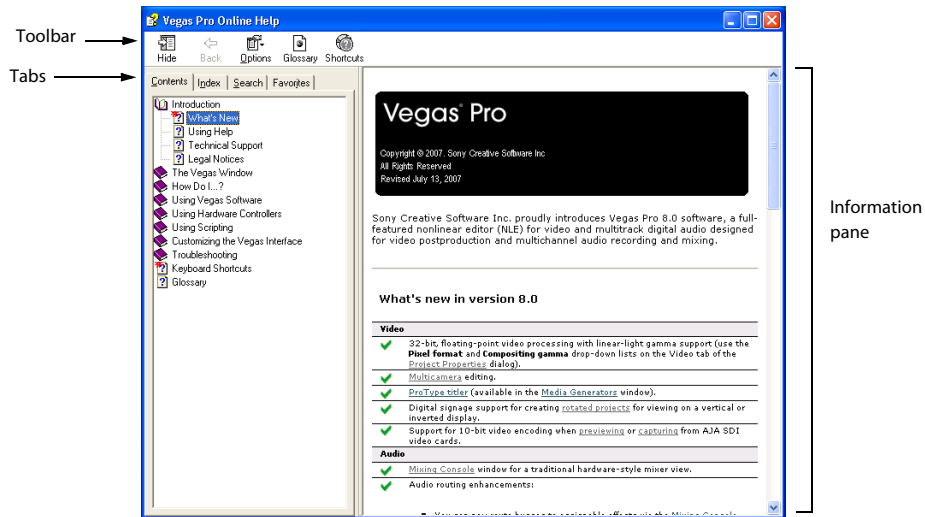 Vegas Pro Online Help
Toolbar
Hide Back Options Glossary Shortcuts
Tabs
Contents Index Search Favorites
Introduction
What's New
Using Help
Technical Support
Legal Notices
The Vegas Window
How Do I...?
Using Vegas Software
Using Hardware Controllers
Using Scripting
Customizing the Vegas Interface
Troubleshooting
Keyboard Shortcuts
Glossary
Vegas® Pro
Copyright © 2007. Sony Creative Software Inc
All Rights Reserved
Revised July 13, 2007
Sony Creative Software Inc. proudly introduces Vegas Pro 8.0 software, a full-
featured nonlinear editor (NLE) for video and multitrack digital audio designed
for video postproduction and multichannel audio recording and mixing.
What's new in version 8.0
Video
32-bit, floating-point video processing with linear-light gamma support (use the
Pixel format and Compositing gamma drop-down lists on the Video tab of the
Project Properties dialog).
Multicamera editing.
ProType titler (available in the Media Generators window).
Digital signage support for creating rotated projects for viewing on a vertical or
inverted display.
Support for 10-bit video encoding when previewing or capturing from AJA SDI
video cards.
Audio
Mixing Console window for a traditional hardware-style mixer view.
Audio routing enhancements:
Information
pane